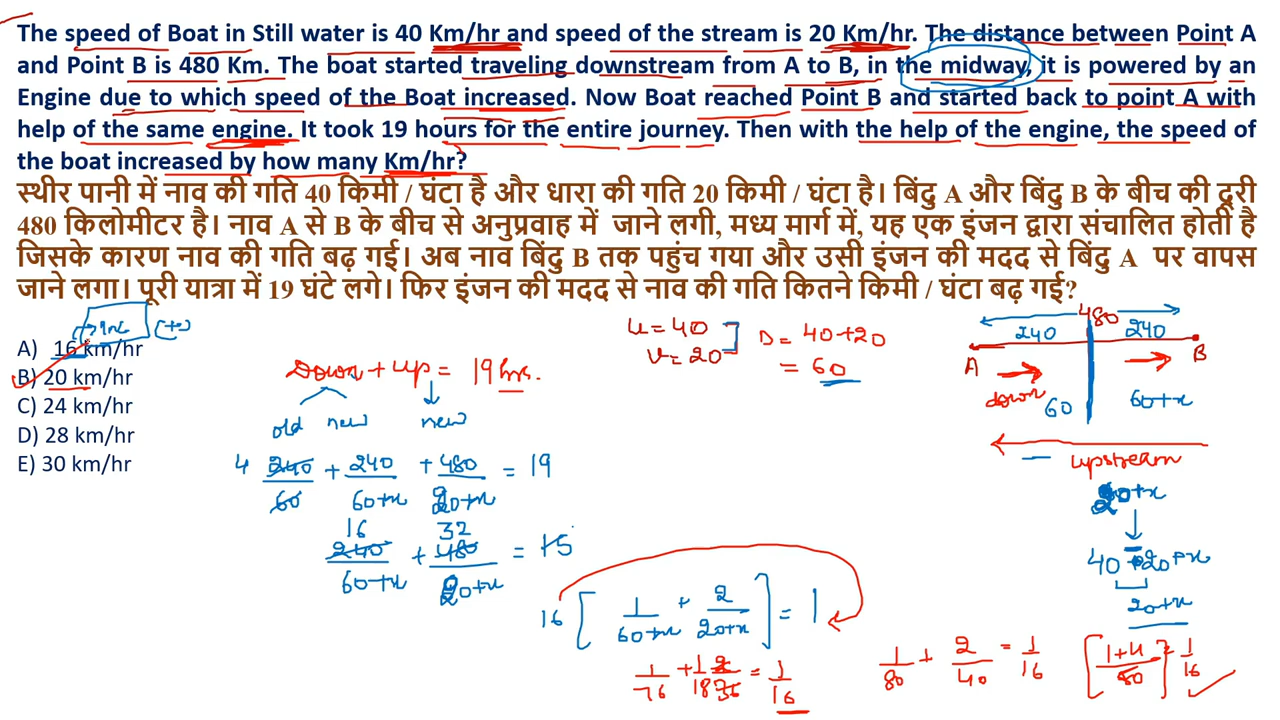 The speed of Boat in Still water is 40 Km/hr and speed of the stream is 20 Km/hr. The distance between Point A
and Point B is 480 Km. The boat started traveling downstream from A to B, in the midway, it is powered by an
Engine due to which speed of the Boat increased. Now Boat reached Point B and started back to point A with
help of the same engine. It took 19 hours for the entire journey. Then with the help of the engine, the speed of
the boat increased by how many Km/hr?
स्थीर पानी में नाव की गति 40 किमी / घंटा है और धारा की गति 20 किमी / घंटा है। बिंदु A और बिंदु B के बीच की दूरी
480 किलोमीटर है। नाव A से B के बीच से अनुप्रवाह में जाने लगी, मध्य मार्ग में, यह एक इंजन द्वारा संचालित होती है
जिसके कारण नाव की गति बढ़ गई। अब नाव बिंदु B तक पहुंच गया और उसी इंजन की मदद से बिंदु A पर वापस
जाने लगा। पूरी यात्रा में 19 घंटे लगे। फिर इंजन की मदद से नाव की गति कितने किमी / घंटा बढ़ गई?
→ Inc (+)
A) 16 km/hr
B) 20 km/hr
C) 24 km/hr
D) 28 km/hr
E) 30 km/hr
Down + up = 19 hrs.
old new new
4 240/60 + 240/60+x + 480/20+x = 19
16 32
240/60+x + 480/20+x = 15
u = 40
v = 20
D = 40+20
= 60
480
240 240
A B
down 60 60+x
upstream
20+x
40-20+x
20+x
16 [ 1/60+x + 2/20+x ] = 1
1/80 + 2/40 = 1/16
[ 1+4/80 ] = 1/16